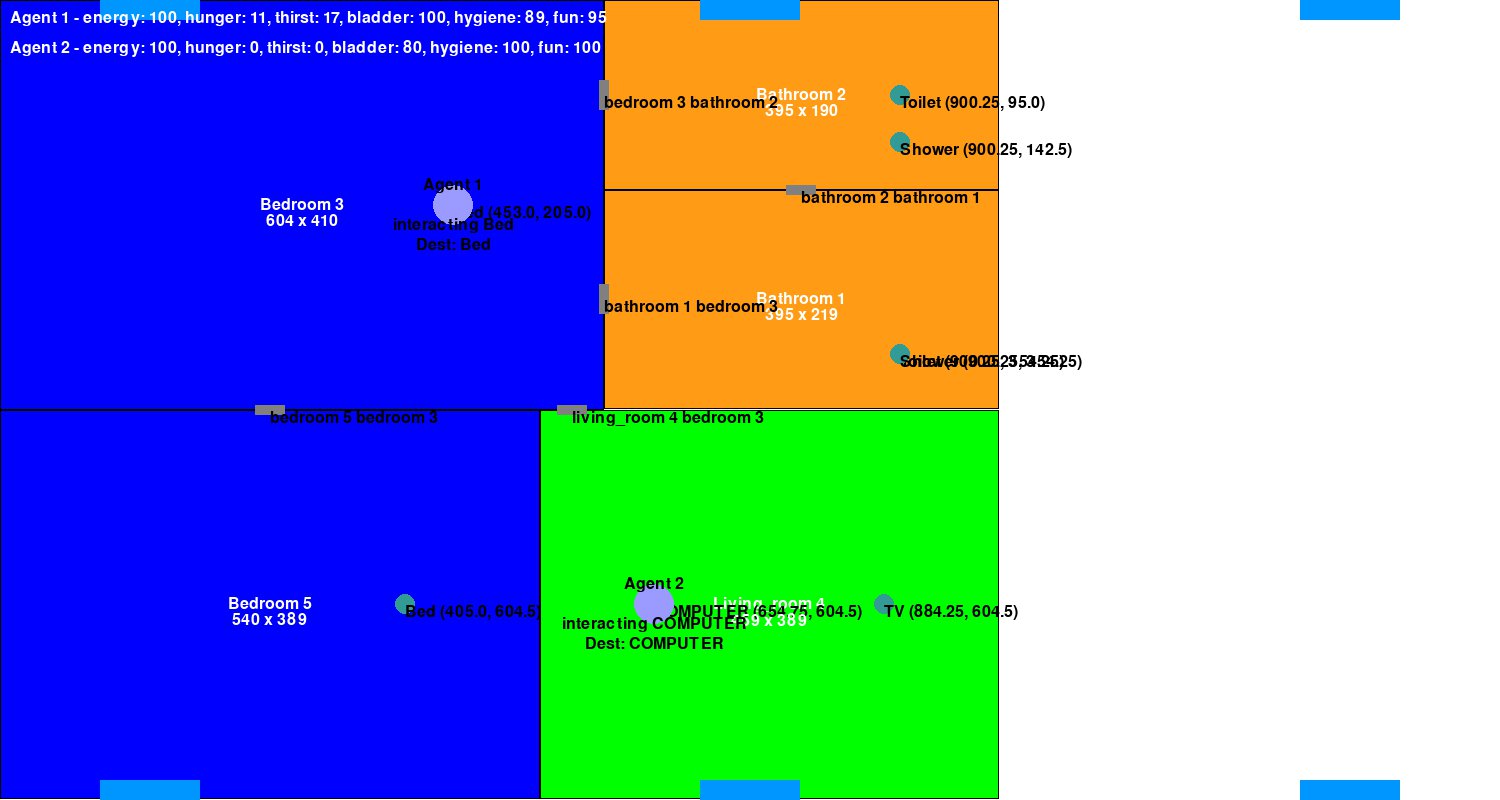 Agent 1 - energy: 100, hunger: 11, thirst: 17, bladder: 100, hygiene: 89, fun: 95
Agent 2 - energy: 100, hunger: 0, thirst: 0, bladder: 80, hygiene: 100, fun: 100
Bathroom 2
395 x 190
bedroom 3 bathroom 2
Toilet (900.25, 95.0)
Shower (900.25, 142.5)
bathroom 2 bathroom 1
Agent 1
(453.0, 205.0)
interacting Bed
Dest: Bed
Bedroom 3
604 x 410
Bathroom 1
395 x 219
bathroom 1 bedroom 3
bedroom 5 bedroom 3
living_room 4 bedroom 3
Bedroom 5
540 x 389
Bed (405.0, 604.5)
Agent 2
Living_room 4
COMPUTER (654.75, 604.5)
interacting COMPUTER
Dest: COMPUTER
TV (884.25, 604.5)